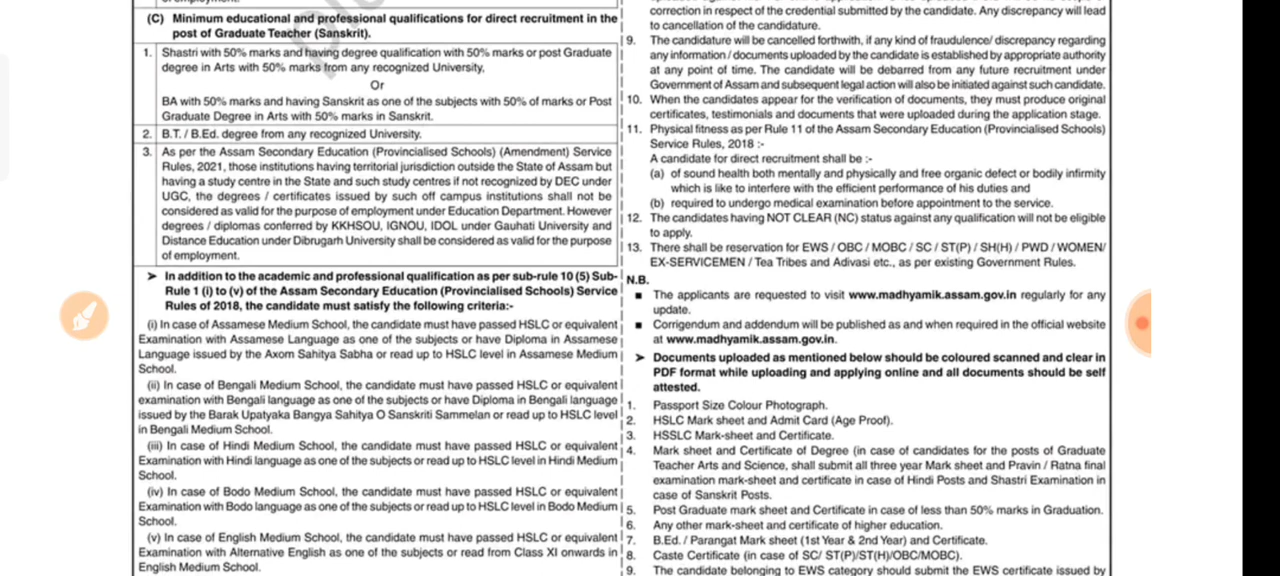 (C) Minimum educational and professional qualifications for direct recruitment in the
post of Graduate Teacher (Sanskrit).
1. Shastri with 50% marks and having degree qualification with 50% marks or post Graduate
degree in Arts with 50% marks from any recognized University,
Or
BA with 50% marks and having Sanskrit as one of the subjects with 50% of marks or Post
Graduate Degree in Arts with 50% marks in Sanskrit.
2. B.T. / B.Ed. degree from any recognized University.
3. As per the Assam Secondary Education (Provincialised Schools) (Amendment) Service
Rules, 2021, those institutions having territorial jurisdiction outside the State of Assam but
having a study centre in the State and such study centres if not recognized by DEC under
UGC, the degrees / certificates issued by such off campus institutions shall not be
considered as valid for the purpose of employment under Education Department. However
degrees / diplomas conferred by KKHSOU, IGNOU, IDOL under Gauhati University and
Distance Education under Dibrugarh University shall be considered as valid for the purpose
of employment.
➤ In addition to the academic and professional qualification as per sub-rule 10 (5) Sub-
Rule 1 (i) to (v) of the Assam Secondary Education (Provincialised Schools) Service
Rules of 2018, the candidate must satisfy the following criteria:-
(i) In case of Assamese Medium School, the candidate must have passed HSLC or equivalent
Examination with Assamese Language as one of the subjects or have Diploma in Assamese
Language issued by the Axom Sahitya Sabha or read up to HSLC level in Assamese Medium
School.
(ii) In case of Bengali Medium School, the candidate must have passed HSLC or equivalent
examination with Bengali language as one of the subjects or have Diploma in Bengali language
issued by the Barak Upatyaka Bangya Sahitya O Sanskriti Sammelan or read up to HSLC level
in Bengali Medium School.
(iii) In case of Hindi Medium School, the candidate must have passed HSLC or equivalent
Examination with Hindi language as one of the subjects or read up to HSLC level in Hindi Medium
School.
(iv) In case of Bodo Medium School, the candidate must have passed HSLC or equivalent
Examination with Bodo language as one of the subjects or read up to HSLC level in Bodo Medium
School.
(v) In case of English Medium School, the candidate must have passed HSLC or equivalent
Examination with Alternative English as one of the subjects or read from Class XI onwards in
English Medium School.
correction in respect of the credential submitted by the candidate. Any discrepancy will lead
to cancellation of the candidature.
9. The candidature will be cancelled forthwith, if any kind of fraudulence/ discrepancy regarding
any information / documents uploaded by the candidate is established by appropriate authority
at any point of time. The candidate will be debarred from any future recruitment under
Government of Assam and subsequent legal action will also be initiated against such candidate.
10. When the candidates appear for the verification of documents, they must produce original
certificates, testimonials and documents that were uploaded during the application stage.
11. Physical fitness as per Rule 11 of the Assam Secondary Education (Provincialised Schools)
Service Rules, 2018 :-
A candidate for direct recruitment shall be :-
(a) of sound health both mentally and physically and free organic defect or bodily infirmity
which is like to interfere with the efficient performance of his duties and
(b) required to undergo medical examination before appointment to the service.
12. The candidates having NOT CLEAR (NC) status against any qualification will not be eligible
to apply.
13. There shall be reservation for EWS / OBC / MOBC / SC / ST(P) / SH(H) / PWD / WOMEN/
EX-SERVICEMEN / Tea Tribes and Adivasi etc., as per existing Government Rules.
N.B.
■ The applicants are requested to visit www.madhyamik.assam.gov.in regularly for any
update.
■ Corrigendum and addendum will be published as and when required in the official website
at www.madhyamik.assam.gov.in.
➤ Documents uploaded as mentioned below should be coloured scanned and clear in
PDF format while uploading and applying online and all documents should be self
attested.
1. Passport Size Colour Photograph.
2. HSLC Mark sheet and Admit Card (Age Proof).
3. HSSLC Mark-sheet and Certificate.
4. Mark sheet and Certificate of Degree (in case of candidates for the posts of Graduate
Teacher Arts and Science, shall submit all three year Mark sheet and Pravin / Ratna final
examination mark-sheet and certificate in case of Hindi Posts and Shastri Examination in
case of Sanskrit Posts.
5. Post Graduate mark sheet and Certificate in case of less than 50% marks in Graduation.
6. Any other mark-sheet and certificate of higher education.
7. B.Ed. / Parangat Mark sheet (1st Year & 2nd Year) and Certificate.
8. Caste Certificate (in case of SC/ ST(P)/ST(H)/OBC/MOBC).
9. The candidate belonging to EWS category should submit the EWS certificate issued by